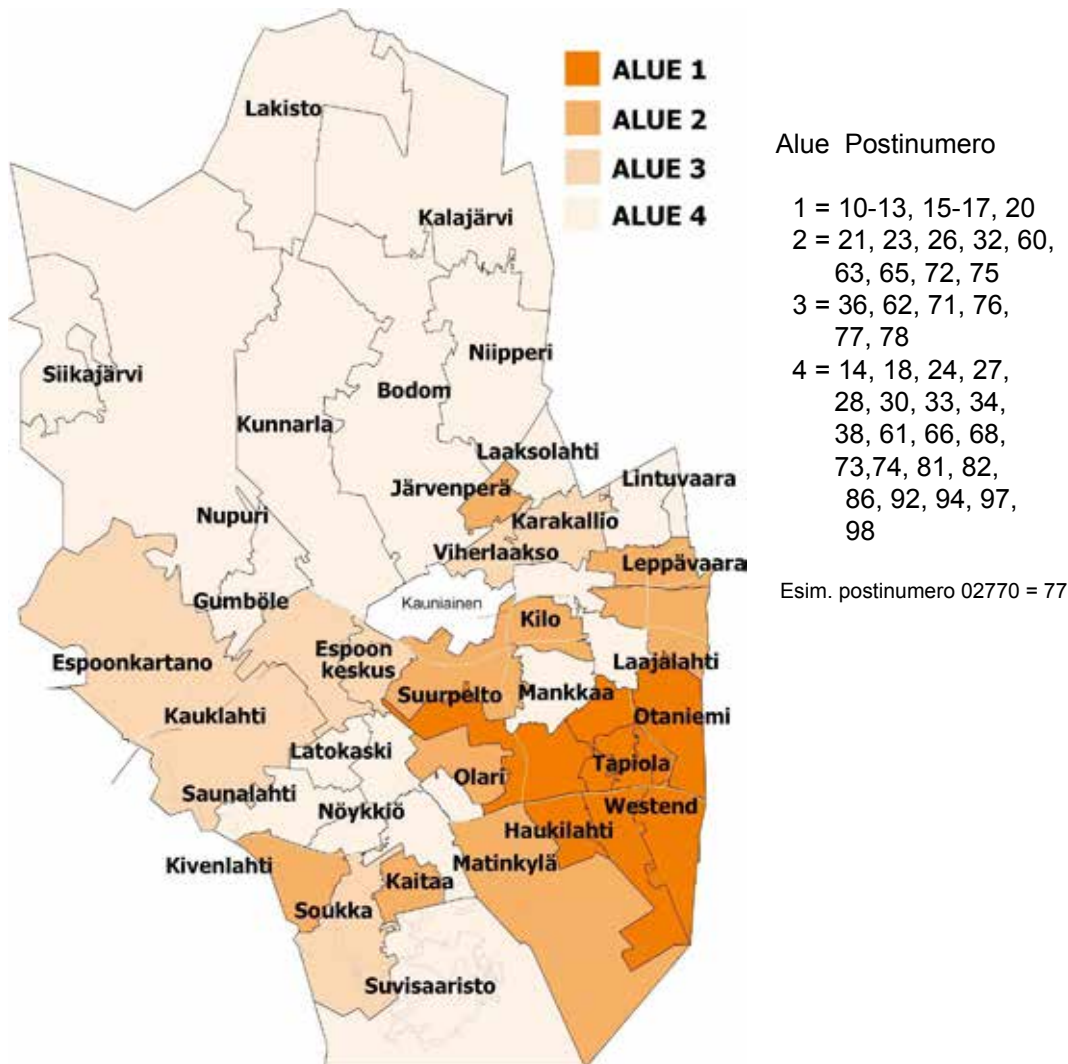 ALUE 1
ALUE 2
ALUE 3
ALUE 4
Lakisto
Kalajärvi
Siikajärvi
Niipperi
Bodom
Kunnarla
Laaksolahti
Järvenperä
Lintuvaara
Nupuri
Karakallio
Viherlaakso
Leppävaara
Gumböle
Kauniainen
Kilo
Espoon
keskus
Espoonkartano
Laajalahti
Suurpelto
Mankkaa
Kauklahti
Otaniemi
Latokaski
Tapiola
Olari
Saunalahti
Nöykkiö
Westend
Haukilahti
Kivenlahti
Matinkylä
Kaitaa
Soukka
Suvisaaristo
Alue Postinumero
1 = 10-13, 15-17, 20
2 = 21, 23, 26, 32, 60,
63, 65, 72, 75
3 = 36, 62, 71, 76,
77, 78
4 = 14, 18, 24, 27,
28, 30, 33, 34,
38, 61, 66, 68,
73,74, 81, 82,
86, 92, 94, 97,
98
Esim. postinumero 02770 = 77